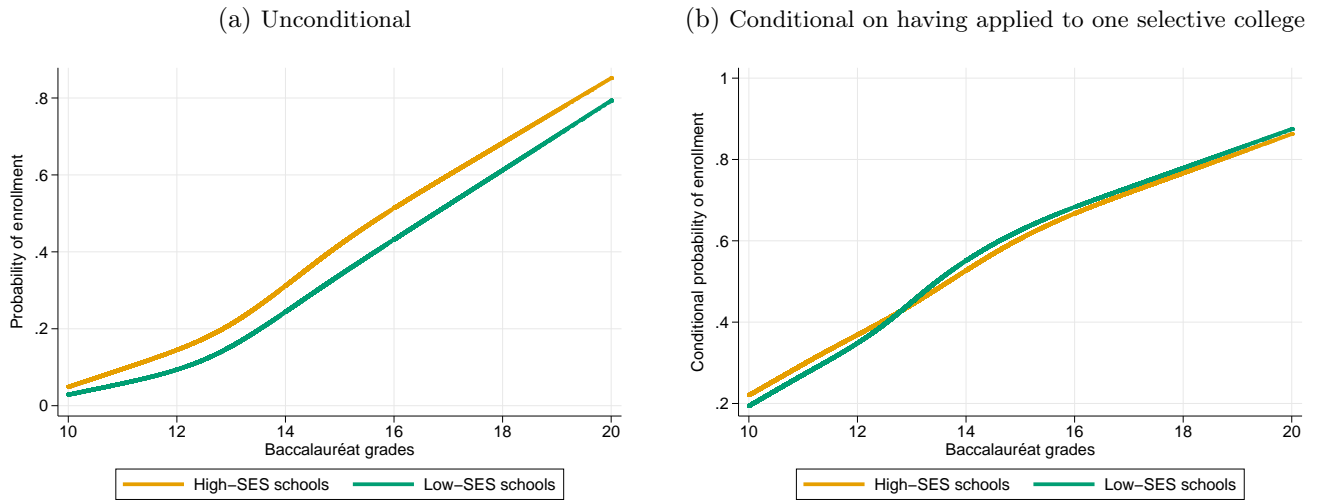 (a) Unconditional
Probability of enrollment
.8
.6
.4
.2
0
10 12 14 16 18 20
Baccalauréat grades
High−SES schools Low−SES schools
(b) Conditional on having applied to one selective college
Conditional probability of enrollment
1
.8
.6
.4
.2
10 12 14 16 18 20
Baccalauréat grades
High−SES schools Low−SES schools